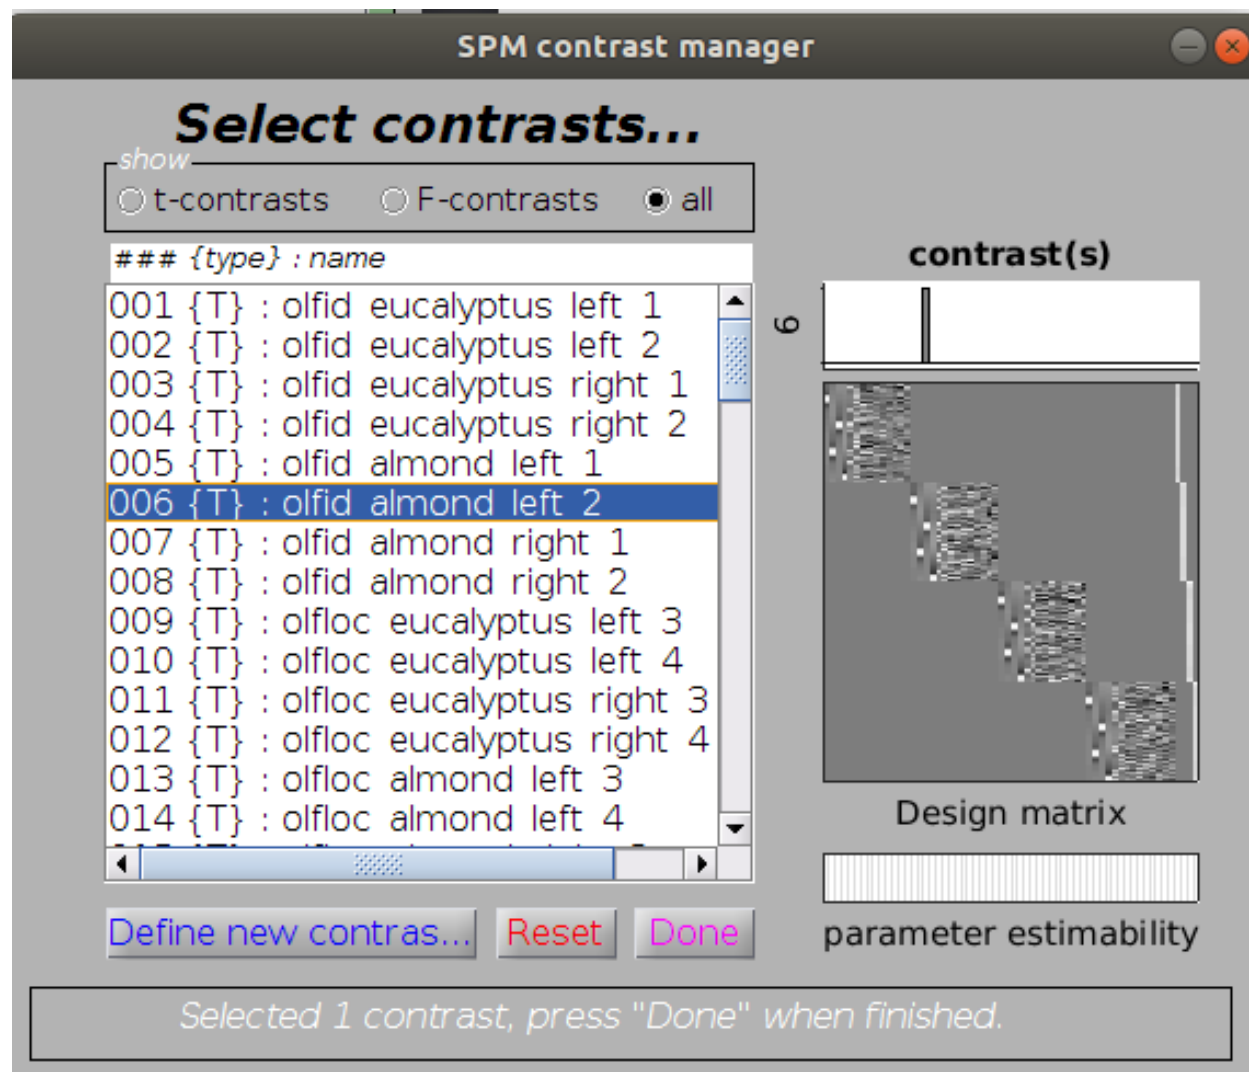 SPM contrast manager
Select contrasts...
show
t-contrasts F-contrasts all
### {type} : name
001 {T} : olfid eucalyptus left 1
002 {T} : olfid eucalyptus left 2
003 {T} : olfid eucalyptus right 1
004 {T} : olfid eucalyptus right 2
005 {T} : olfid almond left 1
006 {T} : olfid almond left 2
007 {T} : olfid almond right 1
008 {T} : olfid almond right 2
009 {T} : olfloc eucalyptus left 3
010 {T} : olfloc eucalyptus left 4
011 {T} : olfloc eucalyptus right 3
012 {T} : olfloc eucalyptus right 4
013 {T} : olfloc almond left 3
014 {T} : olfloc almond left 4
Define new contras... Reset Done
contrast(s)
6
Design matrix
parameter estimability
Selected 1 contrast, press "Done" when finished.